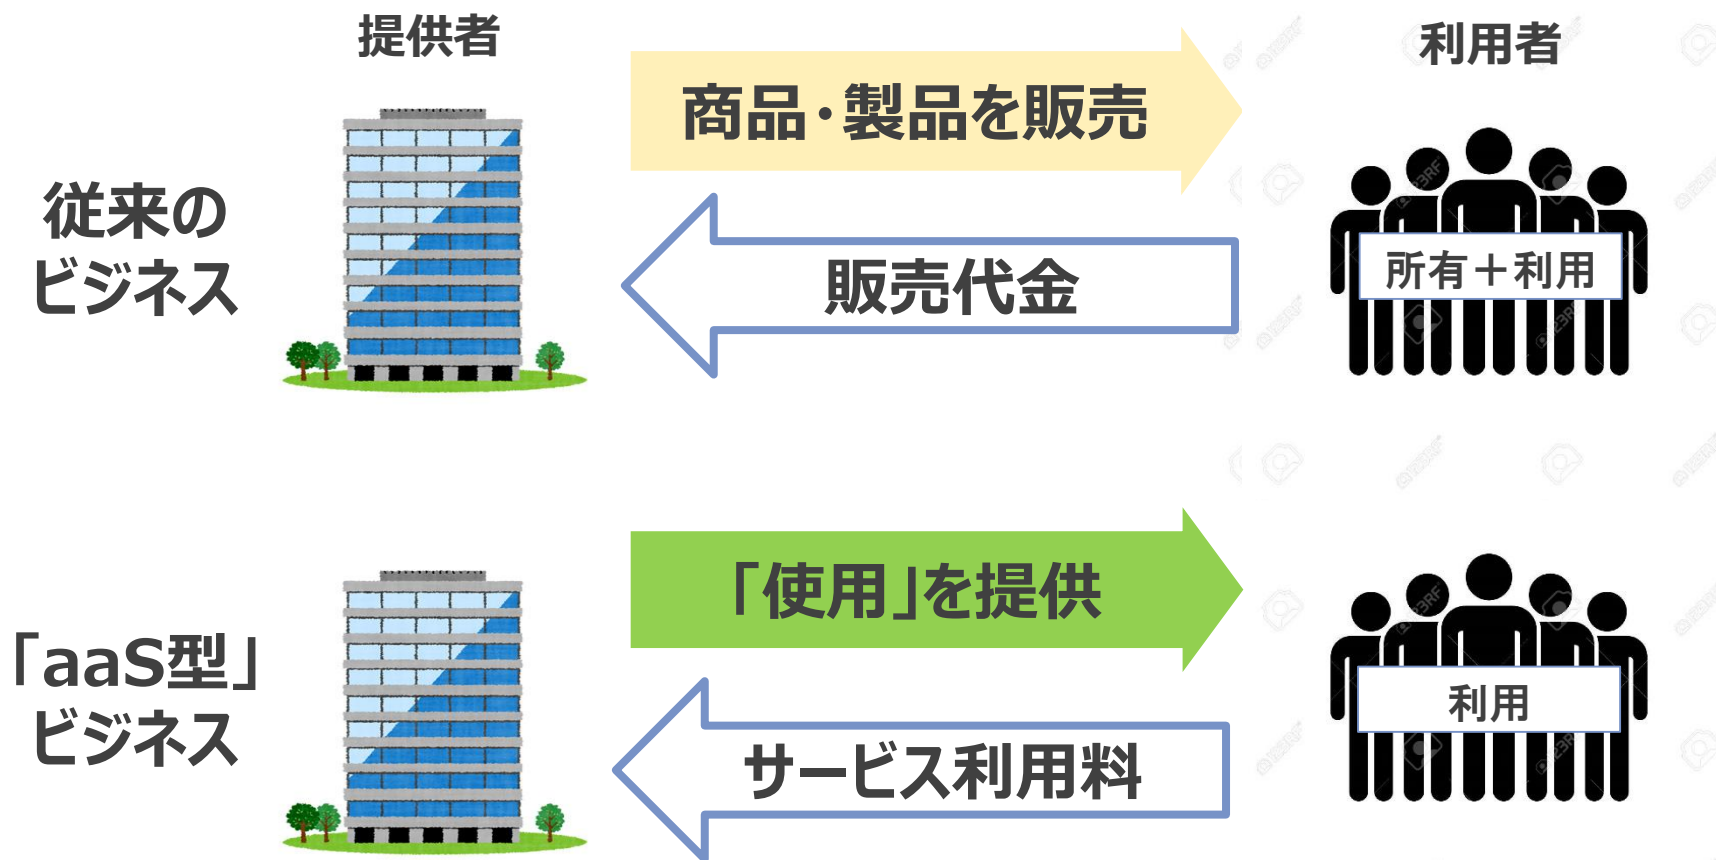 提供者
利用者
商品・製品を販売
従来の
ビジネス
販売代金
所有＋利用
「使用」を提供
「aaS型」
ビジネス
サービス利用料
利用
123RF